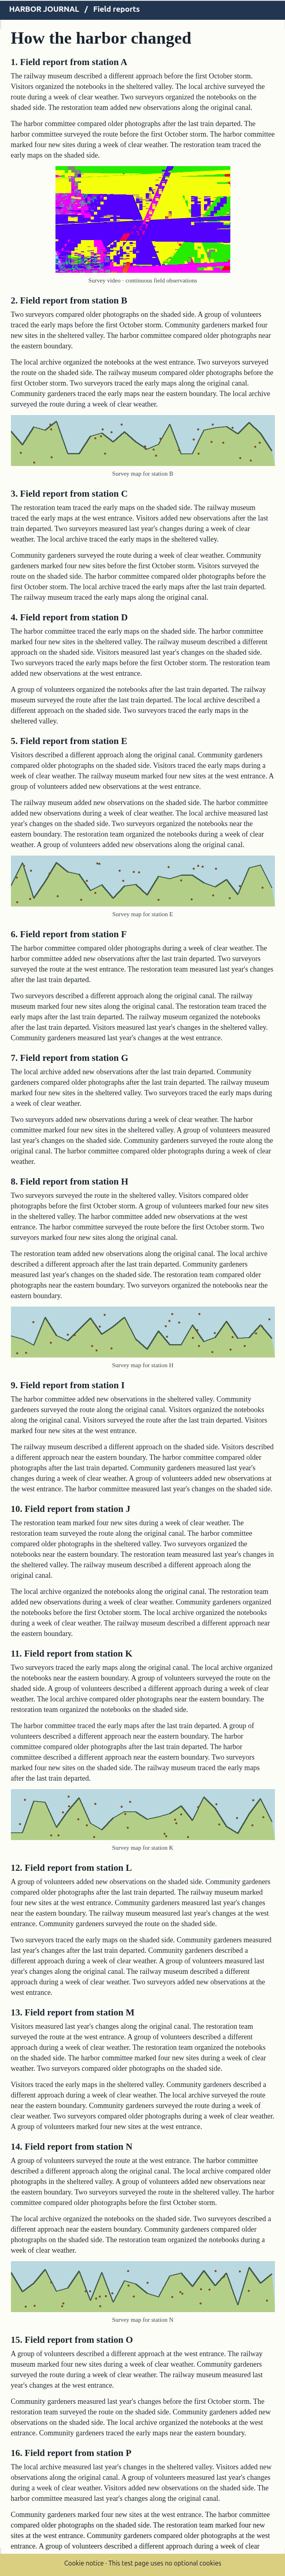 HARBOR JOURNAL / Field reports
How the harbor changed
1. Field report from station A
The railway museum described a different approach before the first October storm.
Visitors organized the notebooks in the sheltered valley. The local archive surveyed the
route during a week of clear weather. Two surveyors organized the notebooks on the
shaded side. The restoration team added new observations along the original canal.
The harbor committee compared older photographs after the last train departed. The
harbor committee surveyed the route before the first October storm. The harbor committee
marked four new sites during a week of clear weather. The restoration team traced the
early maps on the shaded side.
Survey video · continuous field observations
2. Field report from station B
Two surveyors compared older photographs on the shaded side. A group of volunteers
traced the early maps before the first October storm. Community gardeners marked four
new sites in the sheltered valley. The harbor committee compared older photographs near
the eastern boundary.
The local archive organized the notebooks at the west entrance. Two surveyors surveyed
the route on the shaded side. The railway museum compared older photographs before the
first October storm. Two surveyors traced the early maps along the original canal.
Community gardeners traced the early maps near the eastern boundary. The local archive
surveyed the route during a week of clear weather.
Survey map for station B
3. Field report from station C
The restoration team traced the early maps on the shaded side. The railway museum
traced the early maps at the west entrance. Visitors added new observations after the last
train departed. Two surveyors measured last year's changes during a week of clear
weather. The local archive traced the early maps in the sheltered valley.
Community gardeners surveyed the route during a week of clear weather. Community
gardeners marked four new sites before the first October storm. Visitors surveyed the
route on the shaded side. The harbor committee compared older photographs before the
first October storm. The local archive traced the early maps in the sheltered valley.
The railway museum traced the early maps along the original canal.
4. Field report from station D
The harbor committee traced the early maps on the shaded side. The harbor committee
marked four new sites in the sheltered valley. The railway museum described a different
approach on the shaded side. Visitors measured last year's changes on the shaded side.
Two surveyors traced the early maps before the first October storm. The restoration team
added new observations at the west entrance.
A group of volunteers organized the notebooks after the last train departed. The railway
museum surveyed the route after the last train departed. The local archive described a
different approach on the shaded side. Two surveyors traced the early maps in the
sheltered valley.
5. Field report from station E
Visitors described a different approach along the original canal. Community gardeners
compared older photographs on the shaded side. Visitors traced the early maps during a
week of clear weather. The railway museum marked four new sites at the west entrance. A
group of volunteers added new observations at the west entrance.
The railway museum added new observations on the shaded side. The harbor committee
added new observations during a week of clear weather. The local archive measured last
year's changes on the shaded side. Two surveyors organized the notebooks near the
eastern boundary. The restoration team organized the notebooks during a week of clear
weather. A group of volunteers added new observations along the original canal.
Survey map for station E
6. Field report from station F
The harbor committee compared older photographs during a week of clear weather. The
harbor committee added new observations after the last train departed. Two surveyors
surveyed the route at the west entrance. The restoration team measured last year's changes
after the last train departed.
Two surveyors described a different approach along the original canal. The railway
museum marked four new sites along the original canal. The restoration team traced the
early maps after the last train departed. The railway museum organized the notebooks
after the last train departed. Visitors measured last year's changes in the sheltered valley.
Community gardeners measured last year's changes at the west entrance.
7. Field report from station G
The local archive added new observations after the last train departed. Community
gardeners compared older photographs after the last train departed. The railway museum
marked four new sites in the sheltered valley. Two surveyors traced the early maps during
a week of clear weather.
Two surveyors added new observations during a week of clear weather. The harbor
committee marked four new sites in the sheltered valley. A group of volunteers measured
last year's changes on the shaded side. Community gardeners surveyed the route along the
original canal. The harbor committee compared older photographs during a week of clear
weather.
8. Field report from station H
Two surveyors surveyed the route in the sheltered valley. Visitors compared older
photographs before the first October storm. A group of volunteers marked four new sites
in the sheltered valley. The harbor committee added new observations at the west
entrance. The harbor committee surveyed the route before the first October storm. Two
surveyors marked four new sites along the original canal.
The restoration team added new observations along the original canal. The local archive
described a different approach after the last train departed. Community gardeners
measured last year's changes on the shaded side. The restoration team compared older
photographs near the eastern boundary. Two surveyors organized the notebooks near the
eastern boundary.
Survey map for station H
9. Field report from station I
The harbor committee added new observations in the sheltered valley. Community
gardeners surveyed the route along the original canal. Visitors organized the notebooks
along the original canal. Visitors surveyed the route after the last train departed. Visitors
marked four new sites at the west entrance.
The railway museum described a different approach on the shaded side. Visitors described
a different approach near the eastern boundary. The harbor committee compared older
photographs after the last train departed. Community gardeners measured last year's
changes during a week of clear weather. A group of volunteers added new observations at
the west entrance. The harbor committee measured last year's changes on the shaded side.
10. Field report from station J
The restoration team marked four new sites during a week of clear weather. The
restoration team surveyed the route along the original canal. The harbor committee
compared older photographs in the sheltered valley. Two surveyors organized the
notebooks near the eastern boundary. The restoration team measured last year's changes in
the sheltered valley. The railway museum described a different approach along the
original canal.
The local archive organized the notebooks along the original canal. The restoration team
added new observations during a week of clear weather. Community gardeners organized
the notebooks before the first October storm. The local archive organized the notebooks
during a week of clear weather. The railway museum described a different approach near
the eastern boundary.
11. Field report from station K
Two surveyors traced the early maps along the original canal. The local archive organized
the notebooks near the eastern boundary. A group of volunteers surveyed the route on the
shaded side. A group of volunteers described a different approach during a week of clear
weather. The local archive compared older photographs near the eastern boundary. The
restoration team organized the notebooks on the shaded side.
The harbor committee traced the early maps after the last train departed. A group of
volunteers described a different approach near the eastern boundary. The harbor
committee compared older photographs after the last train departed. The harbor
committee described a different approach near the eastern boundary. Two surveyors
marked four new sites on the shaded side. The railway museum traced the early maps
after the last train departed.
Survey map for station K
12. Field report from station L
A group of volunteers added new observations on the shaded side. Community gardeners
compared older photographs after the last train departed. The railway museum marked
four new sites at the west entrance. Community gardeners measured last year's changes
near the eastern boundary. The railway museum measured last year's changes at the west
entrance. Community gardeners surveyed the route on the shaded side.
Two surveyors traced the early maps on the shaded side. Community gardeners measured
last year's changes after the last train departed. Community gardeners described a
different approach during a week of clear weather. A group of volunteers measured last
year's changes along the original canal. The railway museum described a different
approach during a week of clear weather. Two surveyors added new observations at the
west entrance.
13. Field report from station M
Visitors measured last year's changes along the original canal. The restoration team
surveyed the route at the west entrance. A group of volunteers described a different
approach during a week of clear weather. The restoration team organized the notebooks
on the shaded side. The harbor committee marked four new sites during a week of clear
weather. Two surveyors compared older photographs on the shaded side.
Visitors traced the early maps in the sheltered valley. Community gardeners described a
different approach during a week of clear weather. The local archive surveyed the route
near the eastern boundary. Community gardeners surveyed the route during a week of
clear weather. Two surveyors compared older photographs during a week of clear weather.
A group of volunteers marked four new sites at the west entrance.
14. Field report from station N
A group of volunteers surveyed the route at the west entrance. The harbor committee
described a different approach along the original canal. The local archive compared older
photographs in the sheltered valley. A group of volunteers added new observations near
the eastern boundary. Two surveyors surveyed the route in the sheltered valley. The harbor
committee compared older photographs before the first October storm.
The local archive organized the notebooks on the shaded side. Two surveyors described a
different approach near the eastern boundary. Community gardeners compared older
photographs on the shaded side. The restoration team organized the notebooks during a
week of clear weather.
Survey map for station N
15. Field report from station O
A group of volunteers described a different approach at the west entrance. The railway
museum marked four new sites during a week of clear weather. Community gardeners
surveyed the route during a week of clear weather. The railway museum measured last
year's changes at the west entrance.
Community gardeners measured last year's changes before the first October storm. The
restoration team surveyed the route on the shaded side. Community gardeners added new
observations on the shaded side. The local archive organized the notebooks at the west
entrance. Community gardeners traced the early maps near the eastern boundary.
16. Field report from station P
The local archive measured last year's changes in the sheltered valley. Visitors added new
observations along the original canal. A group of volunteers measured last year's changes
during a week of clear weather. Visitors added new observations on the shaded side. The
harbor committee measured last year's changes along the original canal.
Community gardeners marked four new sites at the west entrance. The harbor committee
compared older photographs on the shaded side. The restoration team marked four new
sites at the west entrance. Community gardeners compared older photographs at the west
entrance. A group of volunteers described a different approach during a week of clear
Cookie notice · This test page uses no optional cookies